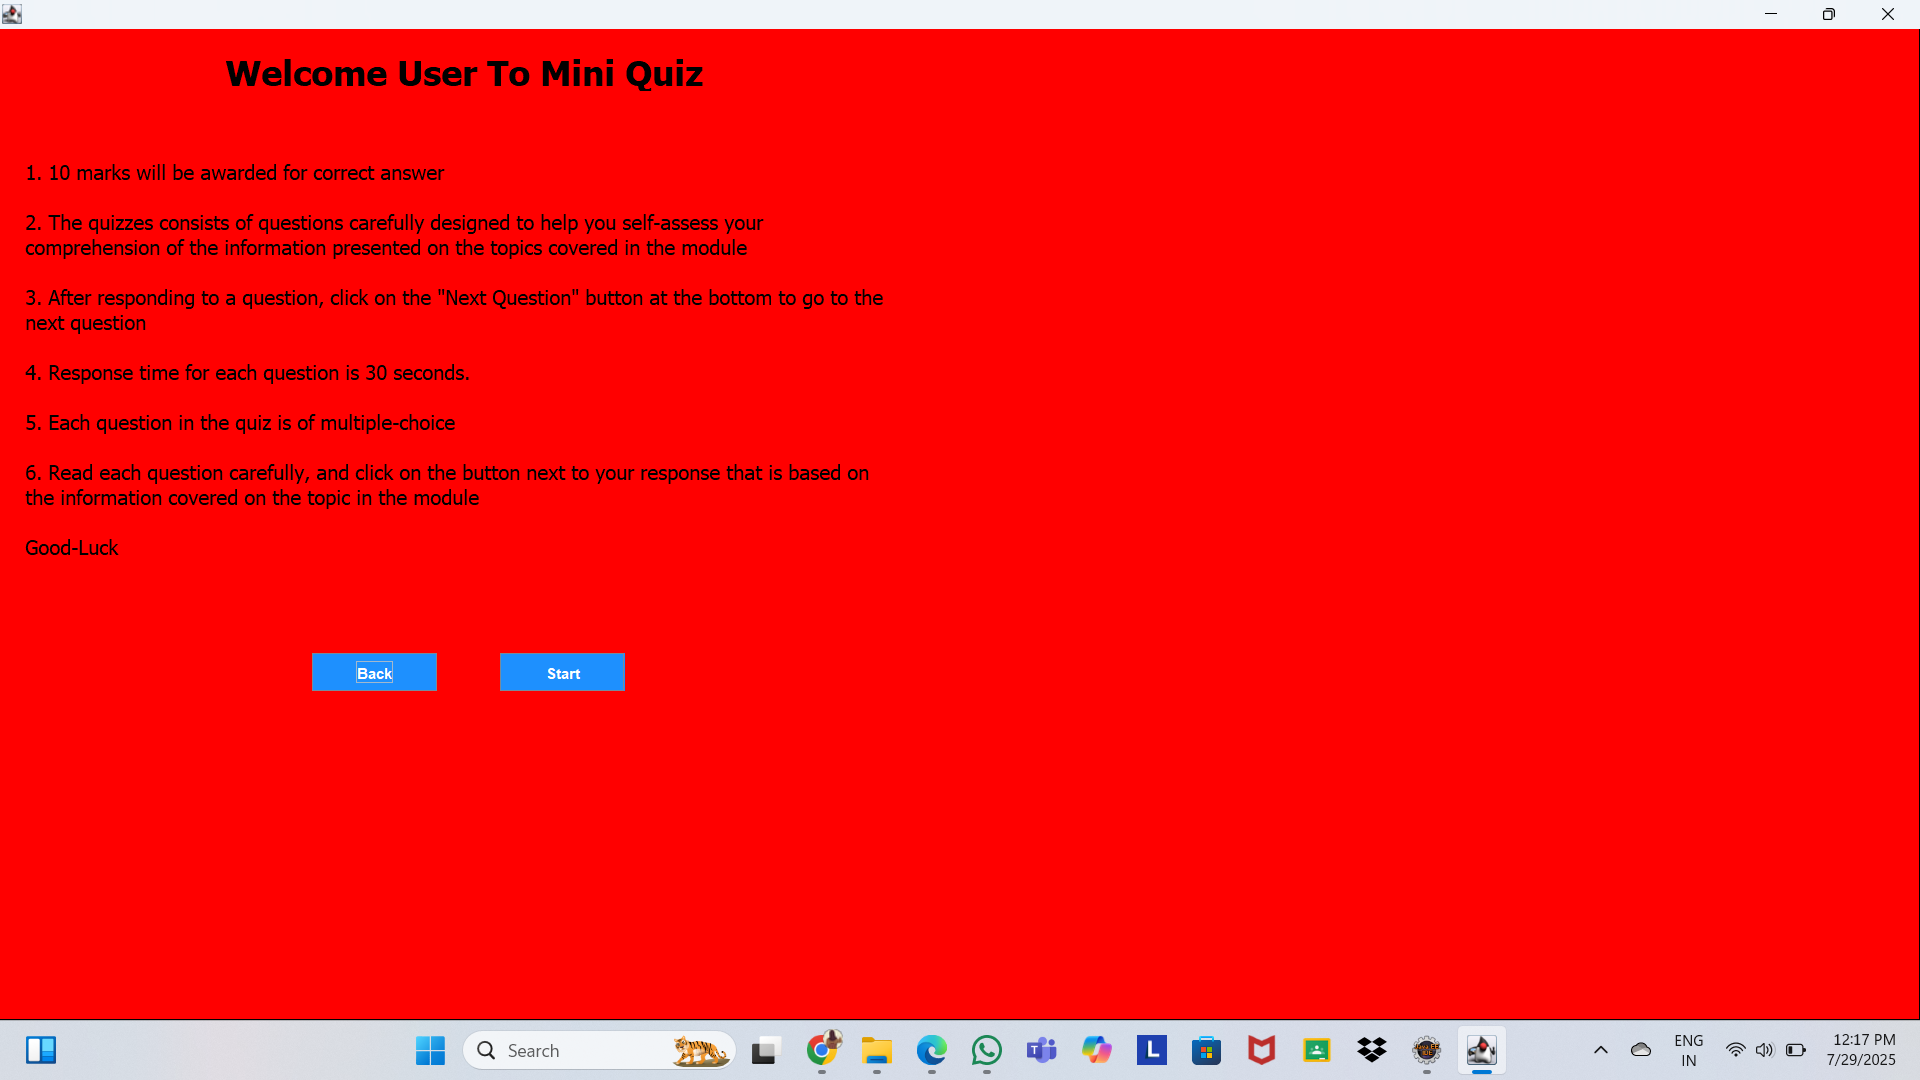 Welcome User To Mini Quiz
1. 10 marks will be awarded for correct answer
2. The quizzes consists of questions carefully designed to help you self-assess your
comprehension of the information presented on the topics covered in the module
3. After responding to a question, click on the "Next Question" button at the bottom to go to the
next question
4. Response time for each question is 30 seconds.
5. Each question in the quiz is of multiple-choice
6. Read each question carefully, and click on the button next to your response that is based on
the information covered on the topic in the module
Good-Luck
Back
Start
Search
L
ENG
IN
12:17 PM
7/29/2025